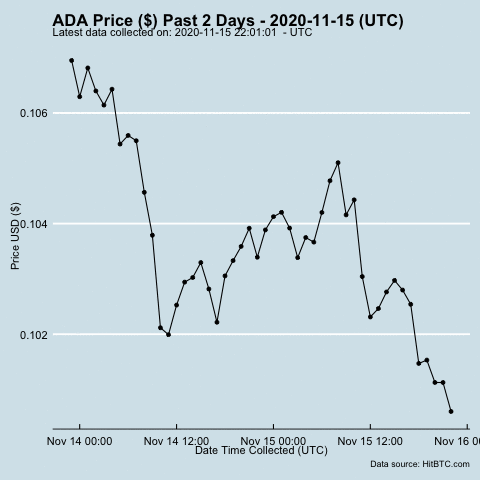 ADA Price ($) Past 2 Days - 2020-11-15 (UTC)
Latest data collected on: 2020-11-15 22:01:01 - UTC
0.106
0.104
0.102
Price USD ($)
Nov 14 00:00 Nov 14 12:00 Nov 15 00:00 Nov 15 12:00 Nov 16 0
Date Time Collected (UTC)
Data source: HitBTC.com